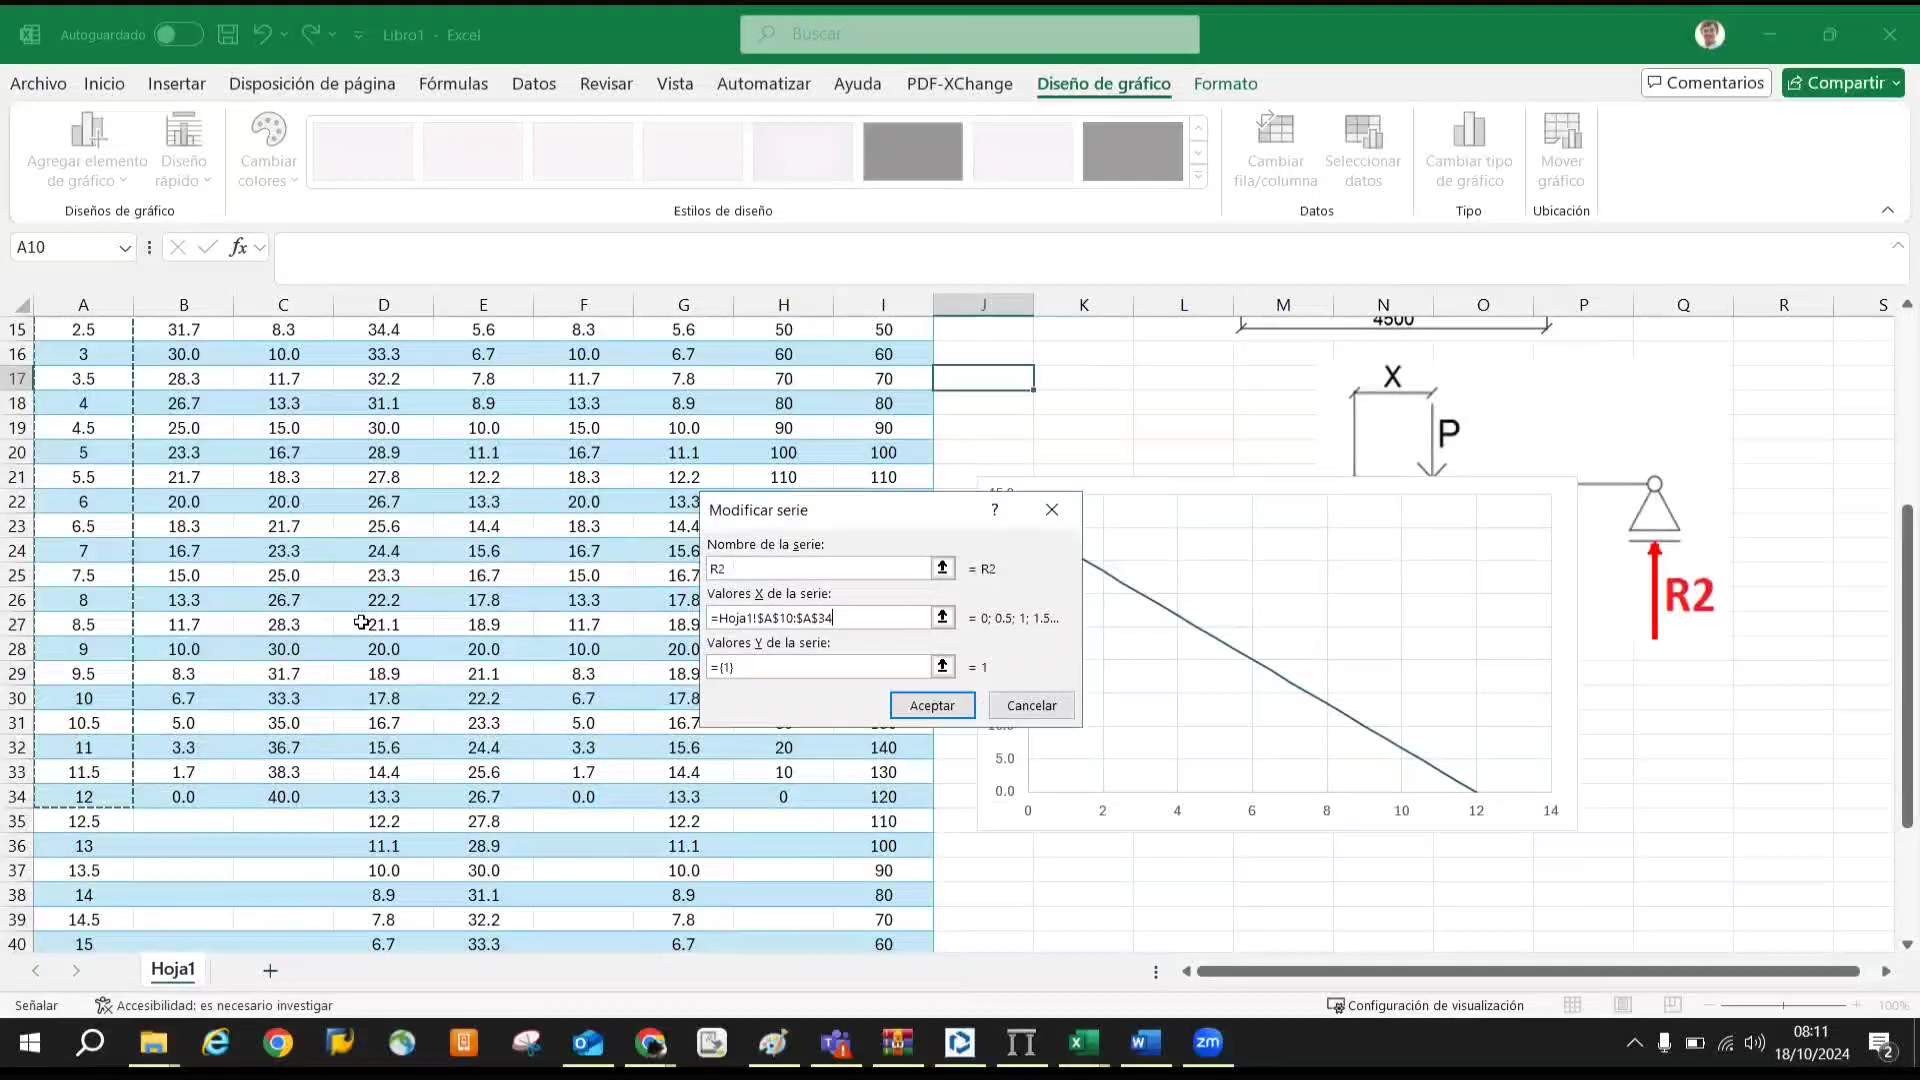 Autoguardado Libro1 - Excel Buscar
Archivo Inicio Insertar Disposición de página Fórmulas Datos Revisar Vista Automatizar Ayuda PDF-XChange Diseño de gráfico Formato Comentarios Compartir
Agregar elemento de gráfico
Diseño rápido
Cambiar colores
Cambiar fila/columna
Seleccionar datos
Cambiar tipo de gráfico
Mover gráfico
Diseños de gráfico Estilos de diseño Datos Tipo Ubicación
A10 fx
A B C D E F G H I J K L M N O P Q R S
15 2.5 31.7 8.3 34.4 5.6 8.3 5.6 50 50
16 3 30.0 10.0 33.3 6.7 10.0 6.7 60 60
17 3.5 28.3 11.7 32.2 7.8 11.7 7.8 70 70
18 4 26.7 13.3 31.1 8.9 13.3 8.9 80 80
19 4.5 25.0 15.0 30.0 10.0 15.0 10.0 90 90
20 5 23.3 16.7 28.9 11.1 16.7 11.1 100 100
21 5.5 21.7 18.3 27.8 12.2 18.3 12.2 110 110
22 6 20.0 20.0 26.7 13.3 20.0 13.3
23 6.5 18.3 21.7 25.6 14.4 18.3 14.4
24 7 16.7 23.3 24.4 15.6 16.7 15.6
25 7.5 15.0 25.0 23.3 16.7 15.0 16.7
26 8 13.3 26.7 22.2 17.8 13.3 17.8
27 8.5 11.7 28.3 21.1 18.9 11.7 18.9
28 9 10.0 30.0 20.0 20.0 10.0 20.0
29 9.5 8.3 31.7 18.9 21.1 8.3 18.9
30 10 6.7 33.3 17.8 22.2 6.7 17.8
31 10.5 5.0 35.0 16.7 23.3 5.0 16.7
32 11 3.3 36.7 15.6 24.4 3.3 15.6 20 140
33 11.5 1.7 38.3 14.4 25.6 1.7 14.4 10 130
34 12 0.0 40.0 13.3 26.7 0.0 13.3 0 120
35 12.5 12.2 27.8 12.2 110
36 13 11.1 28.9 11.1 100
37 13.5 10.0 30.0 10.0 90
38 14 8.9 31.1 8.9 80
39 14.5 7.8 32.2 7.8 70
40 15 6.7 33.3 6.7 60
4500
X
P
R2
Modificar serie ?
Nombre de la serie:
R2 = R2
Valores X de la serie:
=Hoja1!$A$10:$A$34 = 0; 0.5; 1; 1.5...
Valores Y de la serie:
={1} = 1
Aceptar Cancelar
5.0
0.0
0 2 4 6 8 10 12 14
Hoja1
Señalar Accesibilidad: es necesario investigar Configuración de visualización 100%
zm
08:11
18/10/2024
2